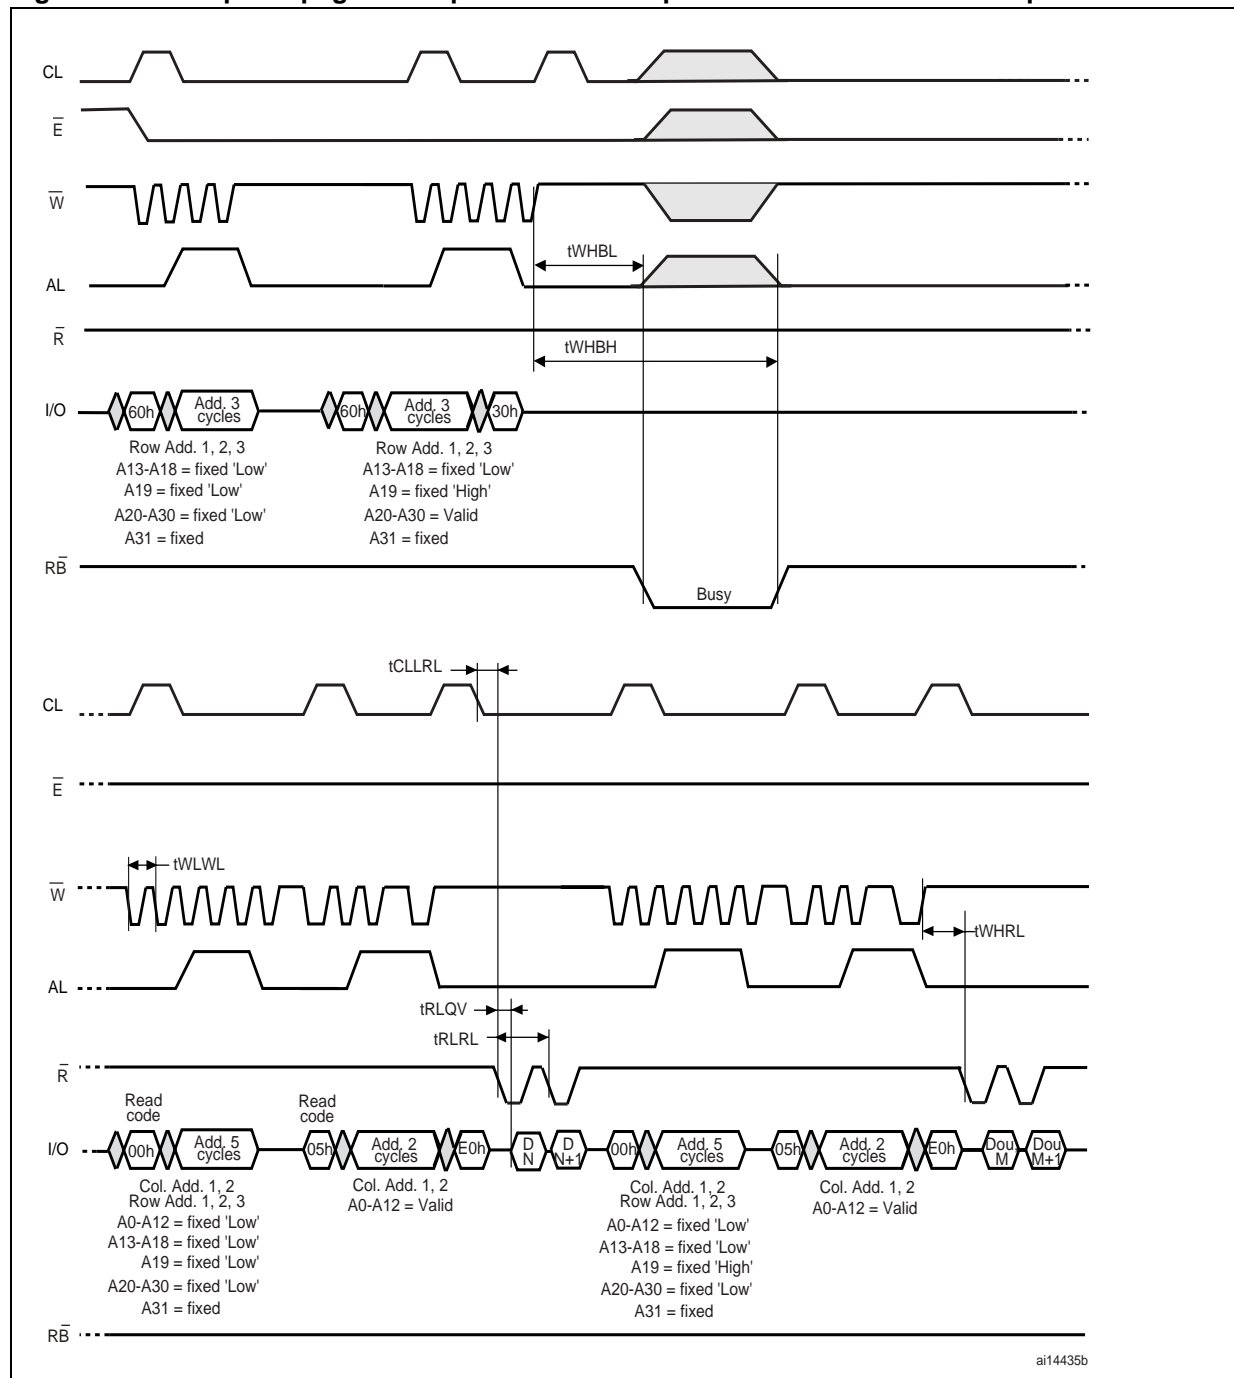 CL
E
W
tWHBL
AL
R
tWHBH
I/O
60h
Add. 3
cycles
60h
Add. 3
cycles
30h
Row Add. 1, 2, 3
A13-A18 = fixed 'Low'
A19 = fixed 'Low'
A20-A30 = fixed 'Low'
A31 = fixed
Row Add. 1, 2, 3
A13-A18 = fixed 'Low'
A19 = fixed 'High'
A20-A30 = Valid
A31 = fixed
RB
Busy
tCLLRL
CL
E
tWLWL
W
tWHRL
AL
tRLQV
tRLRL
R
Read
code
Read
code
I/O
00h
Add. 5
cycles
05h
Add. 2
cycles
E0h
D
N
D
N+1
00h
Add. 5
cycles
05h
Add. 2
cycles
E0h
Dou
M
Dou
M+1
Col. Add. 1, 2
Row Add. 1, 2, 3
A0-A12 = fixed 'Low'
A13-A18 = fixed 'Low'
A19 = fixed 'Low'
A20-A30 = fixed 'Low'
A31 = fixed
Col. Add. 1, 2
A0-A12 = Valid
Col. Add. 1, 2
Row Add. 1, 2, 3
A0-A12 = fixed 'Low'
A13-A18 = fixed 'Low'
A19 = fixed 'High'
A20-A30 = fixed 'Low'
A31 = fixed
Col. Add. 1, 2
A0-A12 = Valid
RB
ai14435b